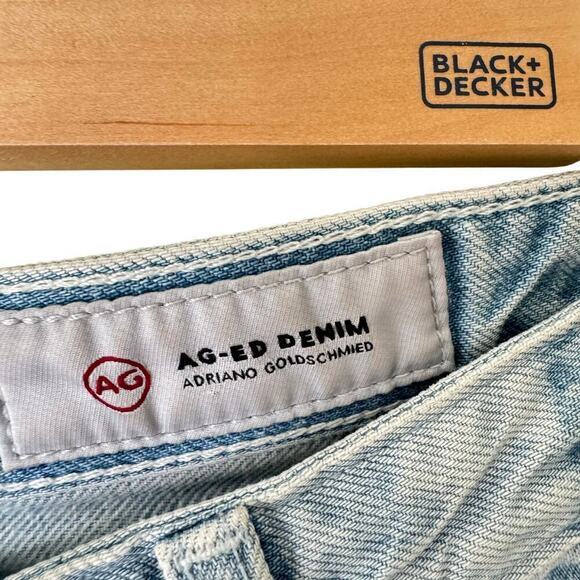 BLACK+
DECKER
AG
AG-ED DENIM
ADRIANO GOLDSCHMIED